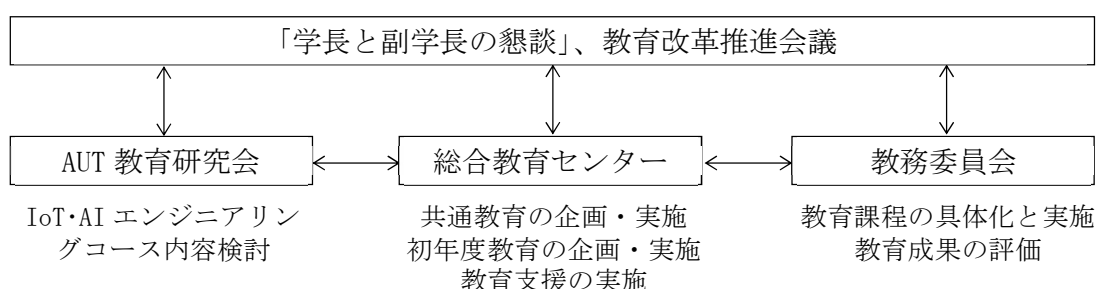 「学長と副学長の懇談」、教育改革推進会議
AUT 教育研究会
総合教育センター
教務委員会
IoT･AI エンジニアリン
グコース内容検討
共通教育の企画・実施
初年度教育の企画・実施
教育支援の実施
教育課程の具体化と実施
教育成果の評価